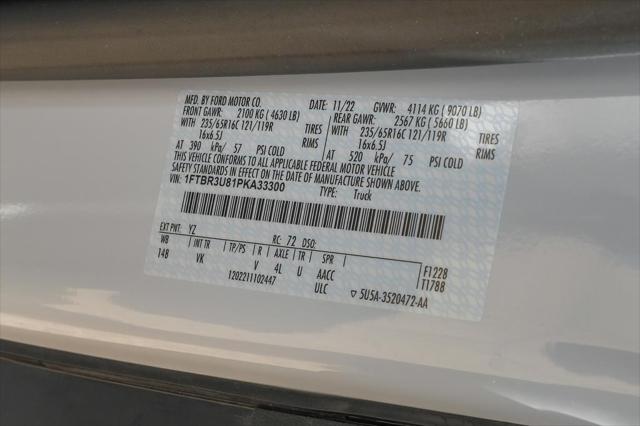 MFD. BY FORD MOTOR CO. DATE: 11/22 GVWR: 4114 KG ( 9070 LB)
FRONT GAWR: 2100 KG ( 4630 LB) REAR GAWR: 2567 KG ( 5660 LB)
WITH 235/65R16C 121/119R TIRES WITH 235/65R16C 121/119R TIRES
16x6.5J RIMS 16x6.5J RIMS
AT 390 kPa/ 57 PSI COLD AT 520 kPa/ 75 PSI COLD
THIS VEHICLE CONFORMS TO ALL APPLICABLE FEDERAL MOTOR VEHICLE
SAFETY STANDARDS IN EFFECT ON THE DATE OF MANUFACTURE SHOWN ABOVE.
VIN: 1FTBR3U81PKA33300 TYPE: Truck
EXT PNT: YZ RC: 72 DSO:
WB INT TR TP/PS R AXLE TR SPR F1228
148 VK V 4L U AACC T1788
1202211102447 ULC ▽ 5U5A-3520472-AA